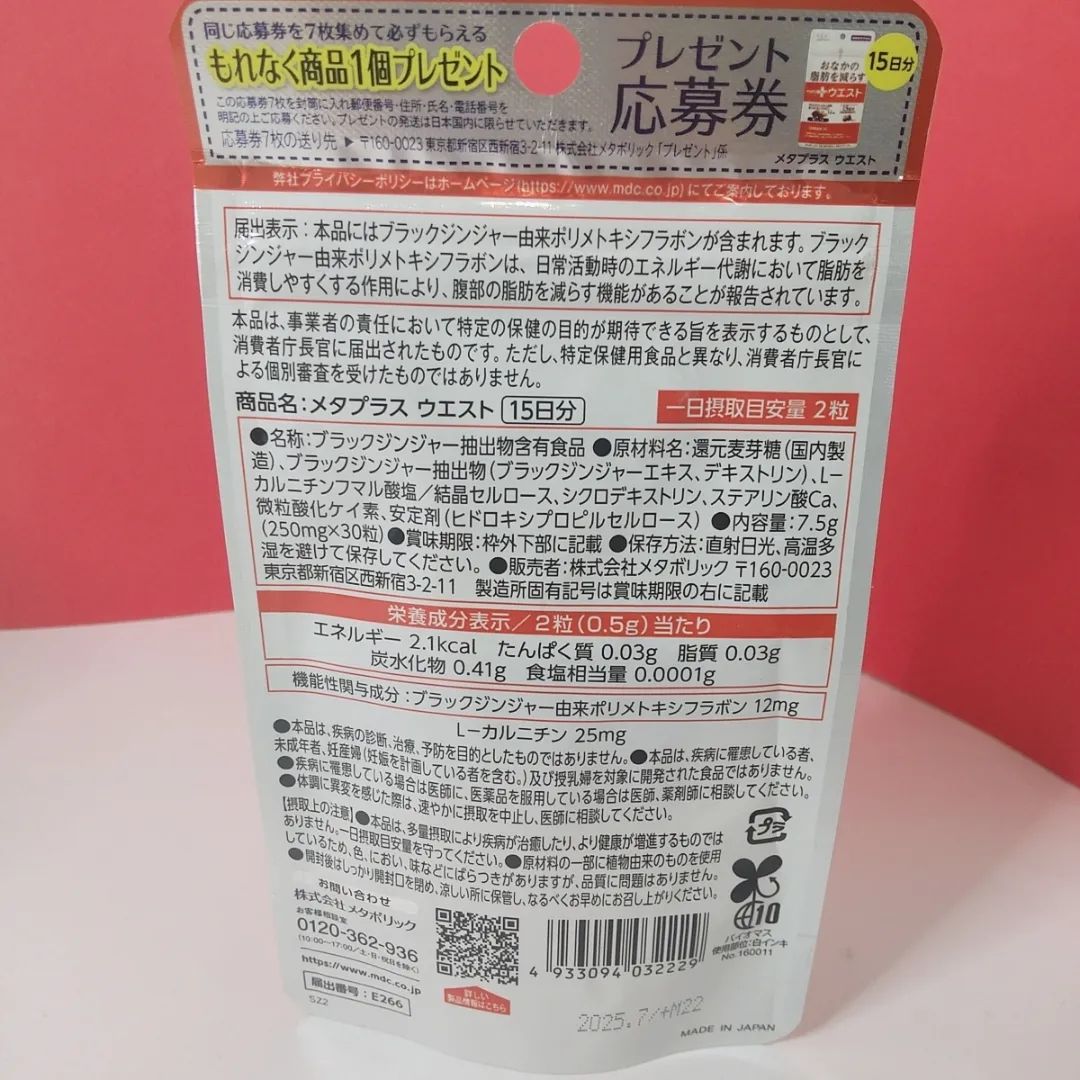 同じ応募券を7枚集めて必ずもらえる
もれなく商品1個プレゼント
この応募券7枚を封筒に入れ郵便番号・住所・氏名・電話番号を
明記の上ご応募ください。プレゼントの発送は日本国内に限らせていただきます。
応募券7枚の送り先 ▶ 〒160-0023 東京都新宿区西新宿3-2-11 株式会社メタボリック「プレゼント」係
プレゼント
応募券
おなかの
脂肪を減らす
ウエスト
15日分
メタプラス ウエスト
弊社プライバシーポリシーはホームページ(https://www.mdc.co.jp)にてご案内しております。
届出表示：本品にはブラックジンジャー由来ポリメトキシフラボンが含まれます。ブラック
ジンジャー由来ポリメトキシフラボンは、日常活動時のエネルギー代謝において脂肪を
消費しやすくする作用により、腹部の脂肪を減らす機能があることが報告されています。
本品は、事業者の責任において特定の保健の目的が期待できる旨を表示するものとして、
消費者庁長官に届出されたものです。ただし、特定保健用食品と異なり、消費者庁長官に
よる個別審査を受けたものではありません。
商品名：メタプラス ウエスト 15日分
一日摂取目安量 2粒
●名称：ブラックジンジャー抽出物含有食品 ●原材料名：還元麦芽糖(国内製
造)、ブラックジンジャー抽出物(ブラックジンジャーエキス、デキストリン)、L-
カルニチンフマル酸塩／結晶セルロース、シクロデキストリン、ステアリン酸Ca、
微粒酸化ケイ素、安定剤(ヒドロキシプロピルセルロース) ●内容量：7.5g
(250mg×30粒) ●賞味期限：枠外下部に記載 ●保存方法：直射日光、高温多
湿を避けて保存してください。 ●販売者：株式会社メタボリック 〒160-0023
東京都新宿区西新宿3-2-11 製造所固有記号は賞味期限の右に記載
栄養成分表示／2粒(0.5g)当たり
エネルギー 2.1kcal たんぱく質 0.03g 脂質 0.03g
炭水化物 0.41g 食塩相当量 0.0001g
機能性関与成分：ブラックジンジャー由来ポリメトキシフラボン 12mg
L-カルニチン 25mg
●本品は、疾病の診断、治療、予防を目的としたものではありません。●本品は、疾病に罹患している者、
未成年者、妊産婦(妊娠を計画している者を含む。)及び授乳婦を対象に開発された食品ではありません。
●疾病に罹患している場合は医師に、医薬品を服用している場合は医師、薬剤師に相談してください。
●体調に異変を感じた際は、速やかに摂取を中止し、医師に相談してください。
【摂取上の注意】●本品は、多量摂取により疾病が治癒したり、より健康が増進するものでは
ありません。一日摂取目安量を守ってください。●原材料の一部に植物由来のものを使用
しているため、色、におい、味などにばらつきがありますが、品質に問題はありません。
●開封後はしっかり開封口を閉め、涼しい所に保管し、なるべくお早めにお召し上がりください。
プラ
お問い合わせ
株式会社メタボリック
お客様相談室
0120-362-936
(10:00〜17:00/土・日・祝日を除く)
https://www.mdc.co.jp
届出番号：E266
SZ2
詳しい
製品情報はこちら
4 933094 032229
10
バイオマス
使用部位：白インキ
No.160011
2025.7/+M22
MADE IN JAPAN